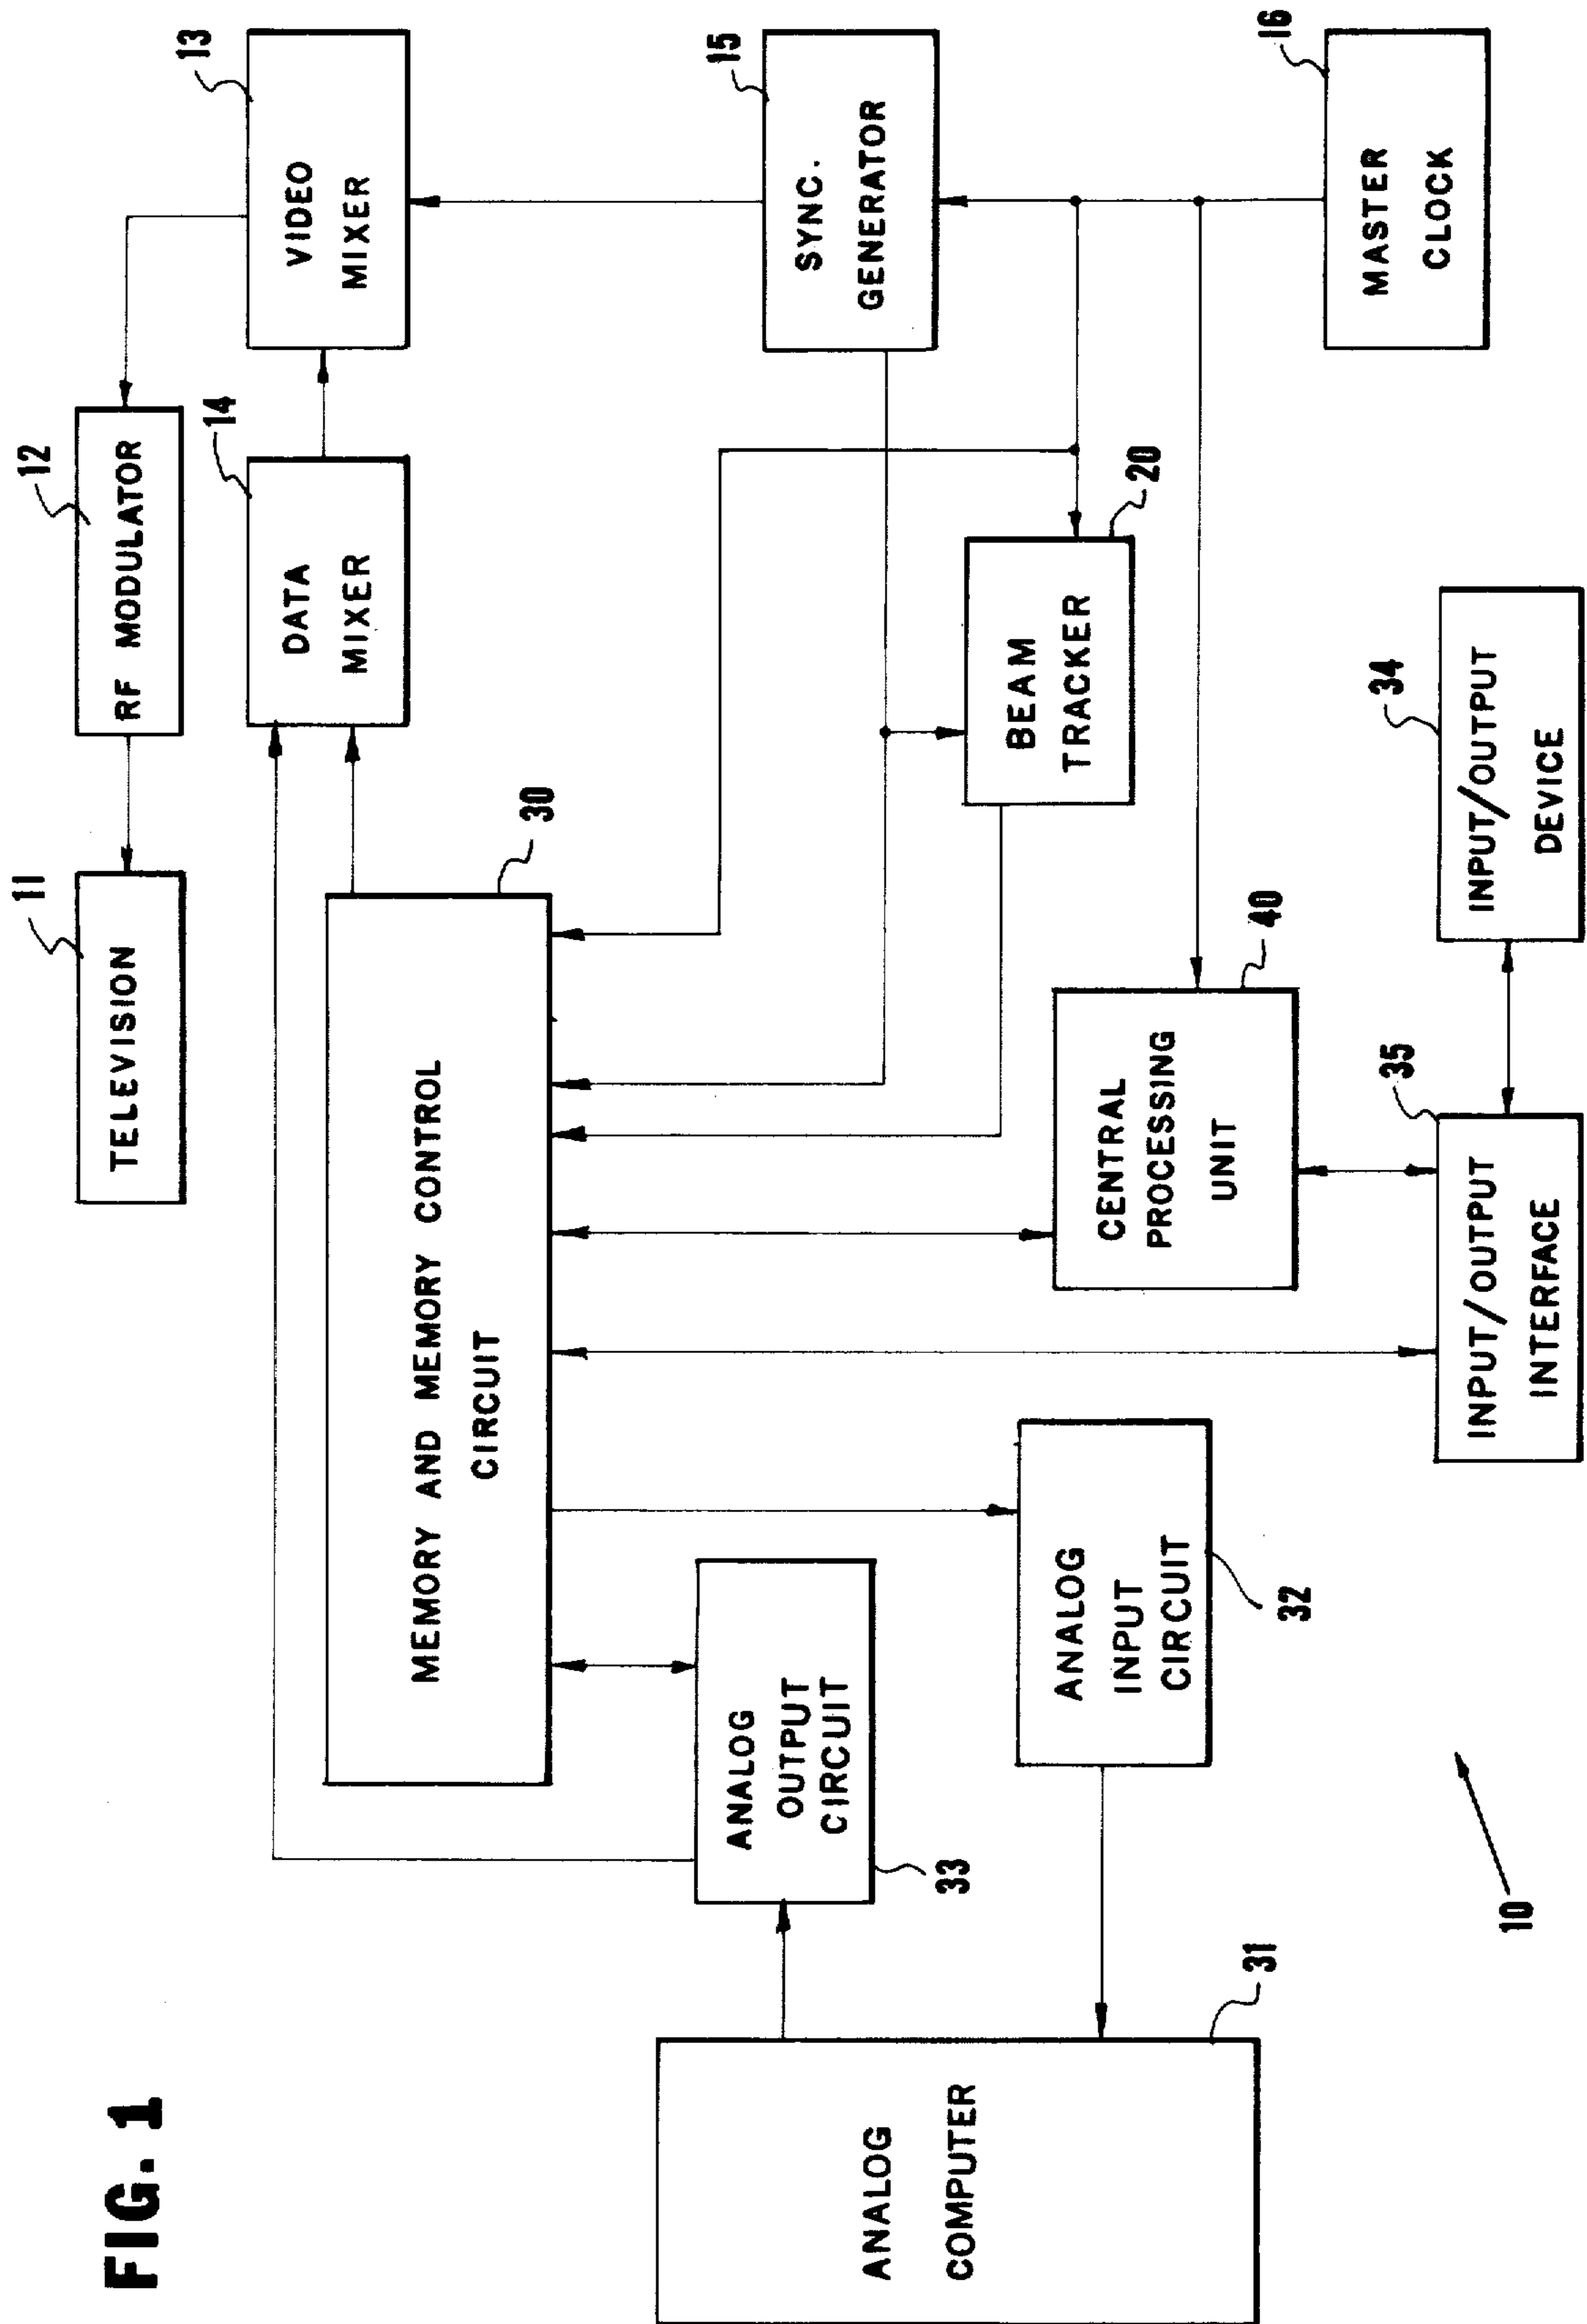 FIG. 1
11
TELEVISION
12
RF MODULATOR
13
VIDEO
MIXER
14
DATA
MIXER
30
MEMORY AND MEMORY CONTROL
CIRCUIT
15
SYNC.
GENERATOR
33
ANALOG
OUTPUT
CIRCUIT
20
BEAM
TRACKER
31
ANALOG
COMPUTER
32
ANALOG
INPUT
CIRCUIT
40
CENTRAL
PROCESSING
UNIT
16
MASTER
CLOCK
35
INPUT/OUTPUT
INTERFACE
34
INPUT/OUTPUT
DEVICE
10